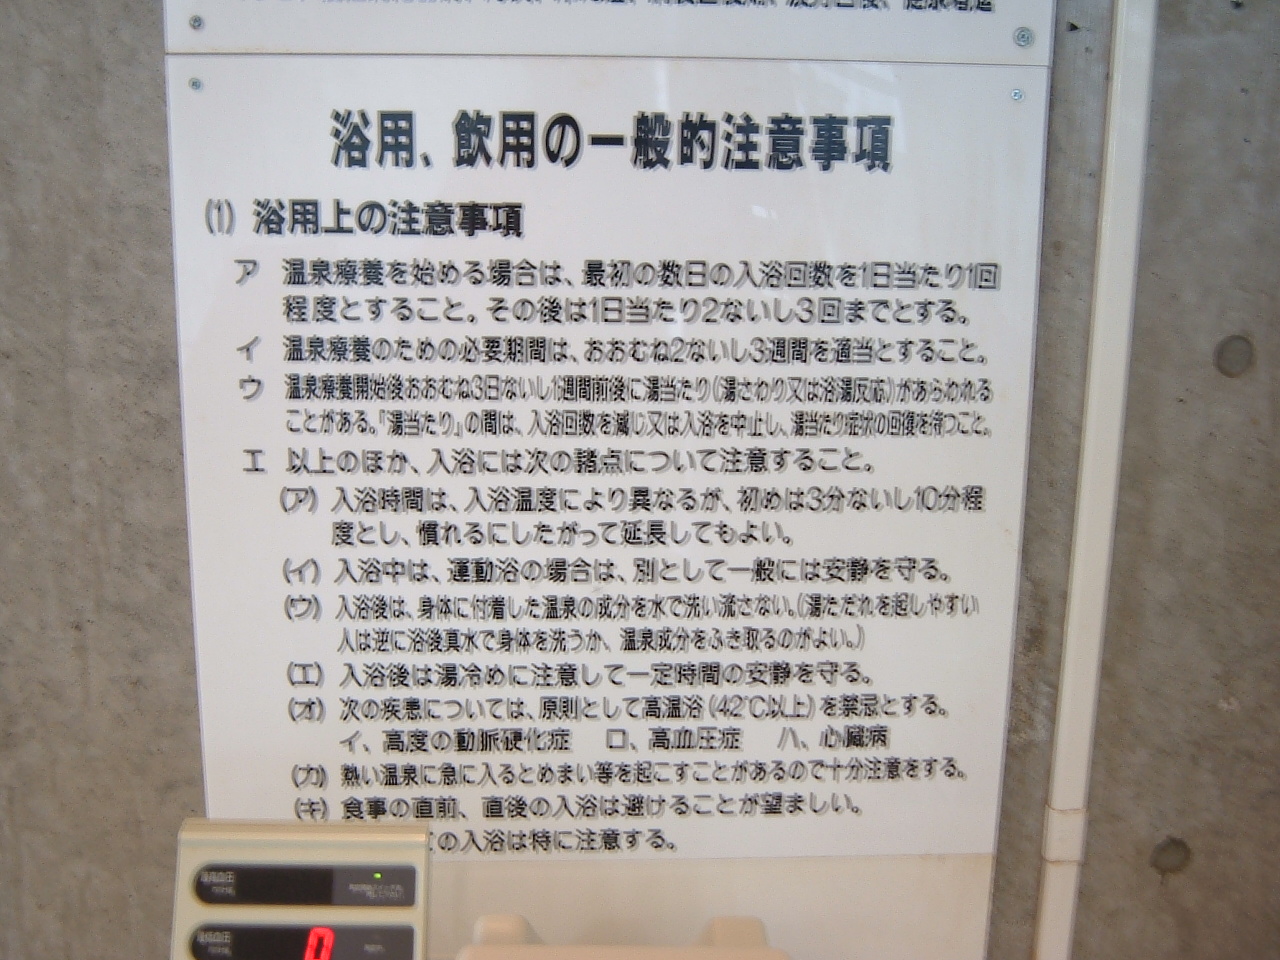 浴用、飲用の一般的注意事項
(1) 浴用上の注意事項
ア 温泉療養を始める場合は、最初の数日の入浴回数を1日当たり1回
程度とすること。その後は1日当たり2ないし3回までとする。
イ 温泉療養のための必要期間は、おおむね2ないし3週間を適当とすること。
ウ 温泉療養開始後おおむね3日ないし1週間前後に湯当たり(湯さわり又は浴湯反応)があらわれる
ことがある。「湯当たり」の間は、入浴回数を減じ又は入浴を中止し、湯当たり症状の回復を待つこと。
エ 以上のほか、入浴には次の諸点について注意すること。
(ア) 入浴時間は、入浴温度により異なるが、初めは3分ないし10分程
度とし、慣れるにしたがって延長してもよい。
(イ) 入浴中は、運動浴の場合は、別として一般には安静を守る。
(ウ) 入浴後は、身体に付着した温泉の成分を水で洗い流さない。(湯ただれを起しやすい
人は逆に浴後真水で身体を洗うか、温泉成分をふき取るのがよい。)
(エ) 入浴後は湯冷めに注意して一定時間の安静を守る。
(オ) 次の疾患については、原則として高温浴(42℃以上)を禁忌とする。
イ、高度の動脈硬化症 ロ、高血圧症 ハ、心臓病
(カ) 熱い温泉に急に入るとめまい等を起こすことがあるので十分注意をする。
(キ) 食事の直前、直後の入浴は避けることが望ましい。
ての入浴は特に注意する。
最高血圧
最低血圧
0